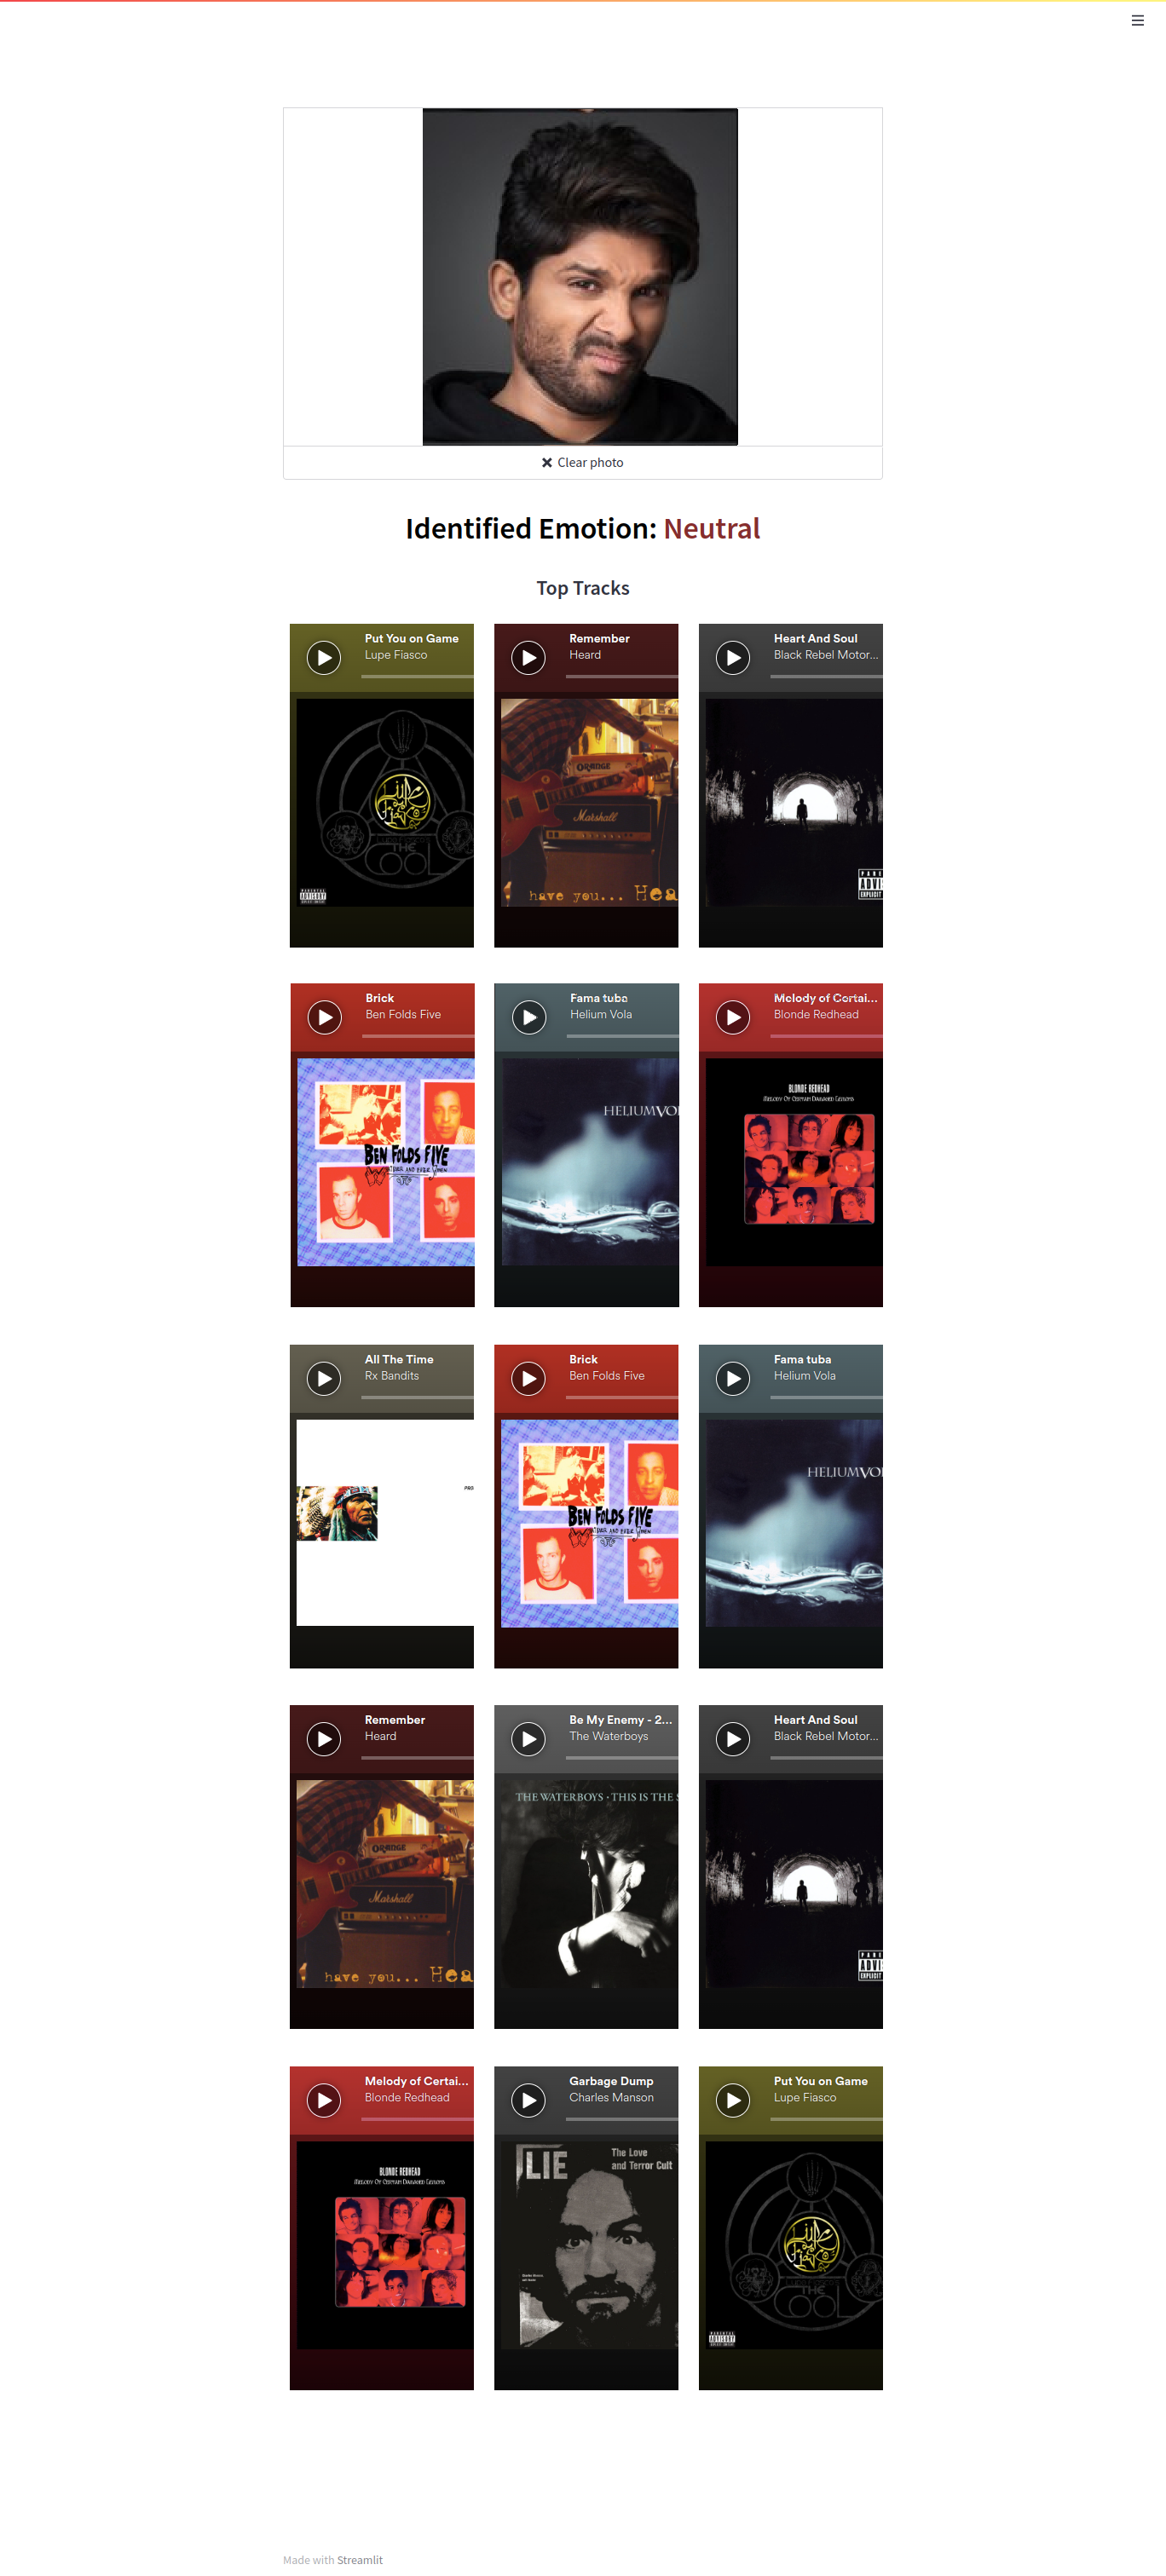 Clear photo
Identified Emotion: Neutral
Top Tracks
Put You on Game
Lupe Fiasco
THE
COOL
Remember
Heard
ORANGE
Marshall
have you... Hea
Heart And Soul
Black Rebel Motor...
Brick
Ben Folds Five
BEN FOLDS FIVE
Fama tuba
Helium Vola
HELIUMVO
Melody of Certai...
Blonde Redhead
BLONDE REDHEAD
MELODY OF CERTAIN DAMAGED LEMONS
All The Time
Rx Bandits
Brick
Ben Folds Five
BEN FOLDS FIVE
Fama tuba
Helium Vola
HELIUMVO
Remember
Heard
ORANGE
Marshall
have you... Hea
Be My Enemy - 2...
The Waterboys
THE WATERBOYS · THIS IS THE
Heart And Soul
Black Rebel Motor...
Melody of Certai...
Blonde Redhead
BLONDE REDHEAD
MELODY OF CERTAIN DAMAGED LEMONS
Garbage Dump
Charles Manson
LIE
The Love
and Terror Cult
Put You on Game
Lupe Fiasco
THE
COOL
Made with Streamlit